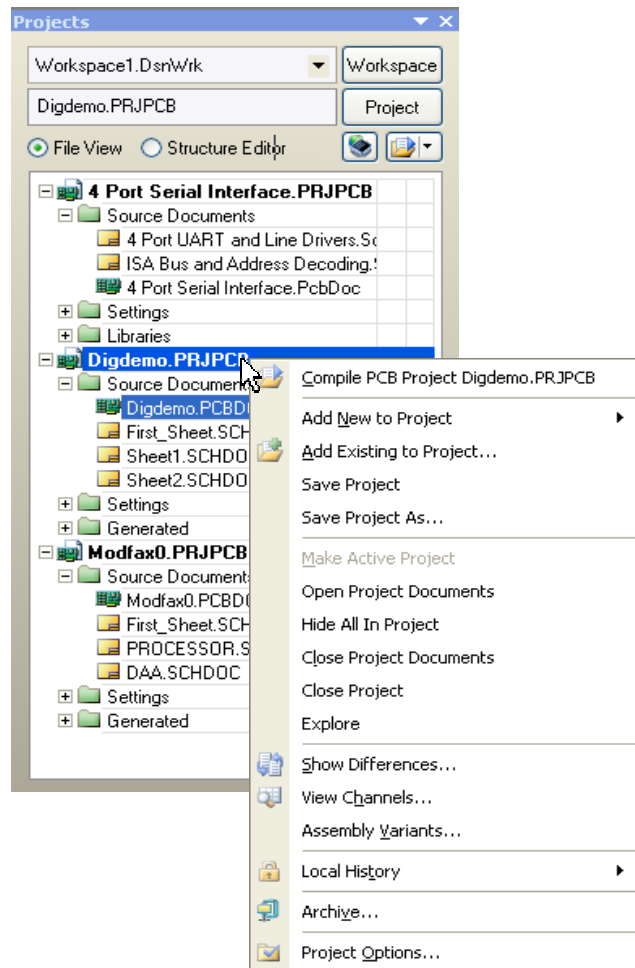 Projects
Workspace1.DsnWrk
Workspace
Digdemo.PRJPCB
Project
File View
Structure Editor
4 Port Serial Interface.PRJPCB
Source Documents
4 Port UART and Line Drivers.Sc
ISA Bus and Address Decoding.
4 Port Serial Interface.PcbDoc
Settings
Libraries
Digdemo.PRJPCB
Source Document
Digdemo.PCBD
First_Sheet.SCH
Sheet1.SCHDO
Sheet2.SCHDO
Settings
Generated
Modfax0.PRJPCB
Source Document
Modfax0.PCBD
First_Sheet.SCH
PROCESSOR.S
DAA.SCHDOC
Settings
Generated
Compile PCB Project Digdemo.PRJPCB
Add New to Project
Add Existing to Project...
Save Project
Save Project As...
Make Active Project
Open Project Documents
Hide All In Project
Close Project Documents
Close Project
Explore
Show Differences...
View Channels...
Assembly Variants...
Local History
Archive...
Project Options...